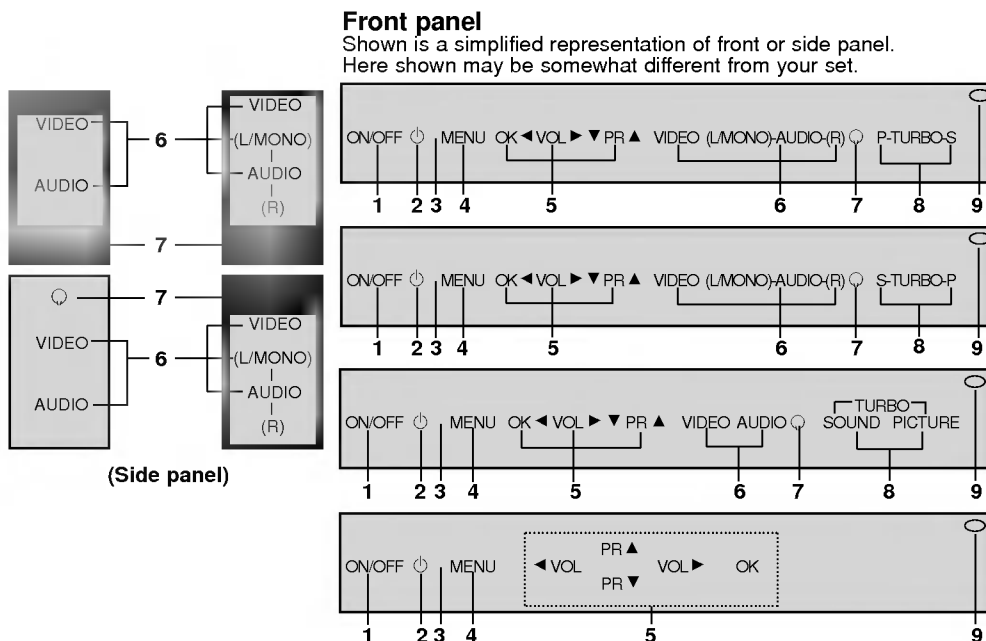 Front panel
Shown is a simplified representation of front or side panel.
Here shown may be somewhat different from your set.
VIDEO
AUDIO
6
VIDEO
(L/MONO)
AUDIO
(R)
7
7
VIDEO
AUDIO
6
VIDEO
(L/MONO)
AUDIO
(R)
(Side panel)
ON/OFF MENU OK ◄ VOL ► ▼ PR ▲ VIDEO (L/MONO)-AUDIO-(R) P-TURBO-S
1 2 3 4 5 6 7 8 9
ON/OFF MENU OK ◄ VOL ► ▼ PR ▲ VIDEO (L/MONO)-AUDIO-(R) S-TURBO-P
1 2 3 4 5 6 7 8 9
TURBO
ON/OFF MENU OK ◄ VOL ► ▼ PR ▲ VIDEO AUDIO SOUND PICTURE
1 2 3 4 5 6 7 8 9
PR ▲
ON/OFF MENU ◄ VOL VOL ► OK
PR ▼
1 2 3 4 5 9